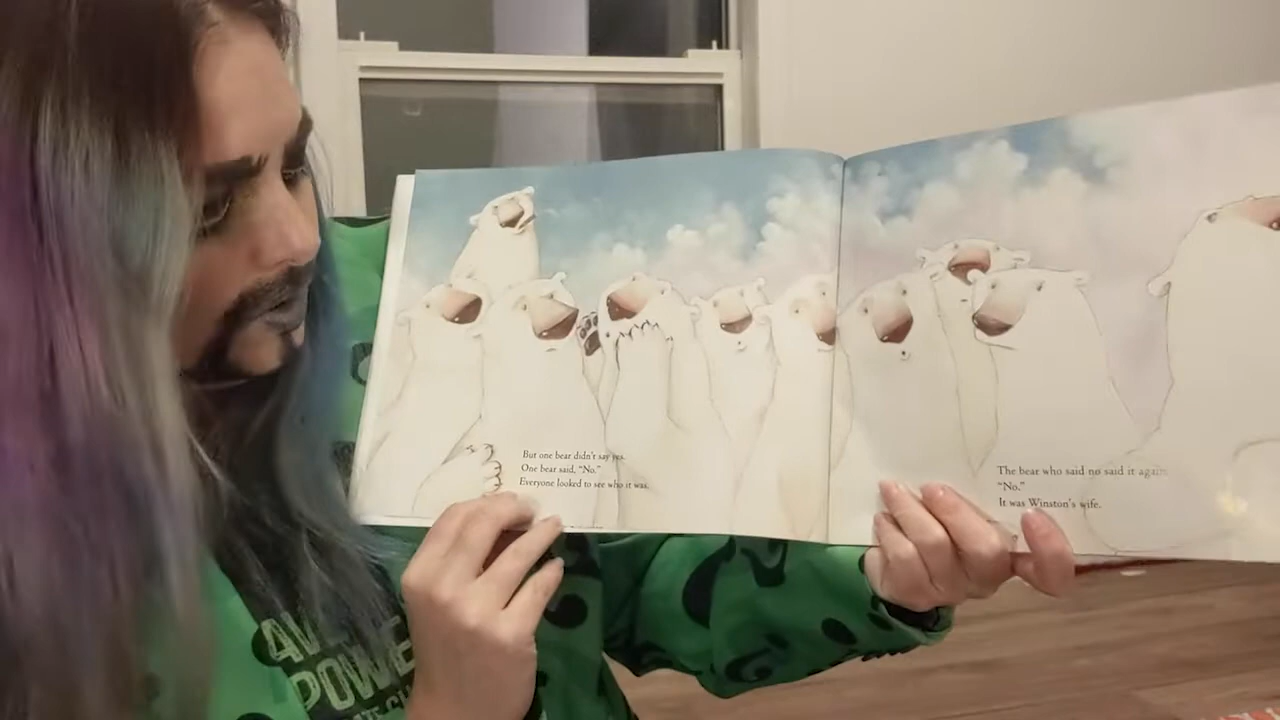 But one bear didn't say yes.
One bear said, "No."
Everyone looked to see who it was.
The bear who said no said it again.
"No."
It was Winston's wife.
POWE